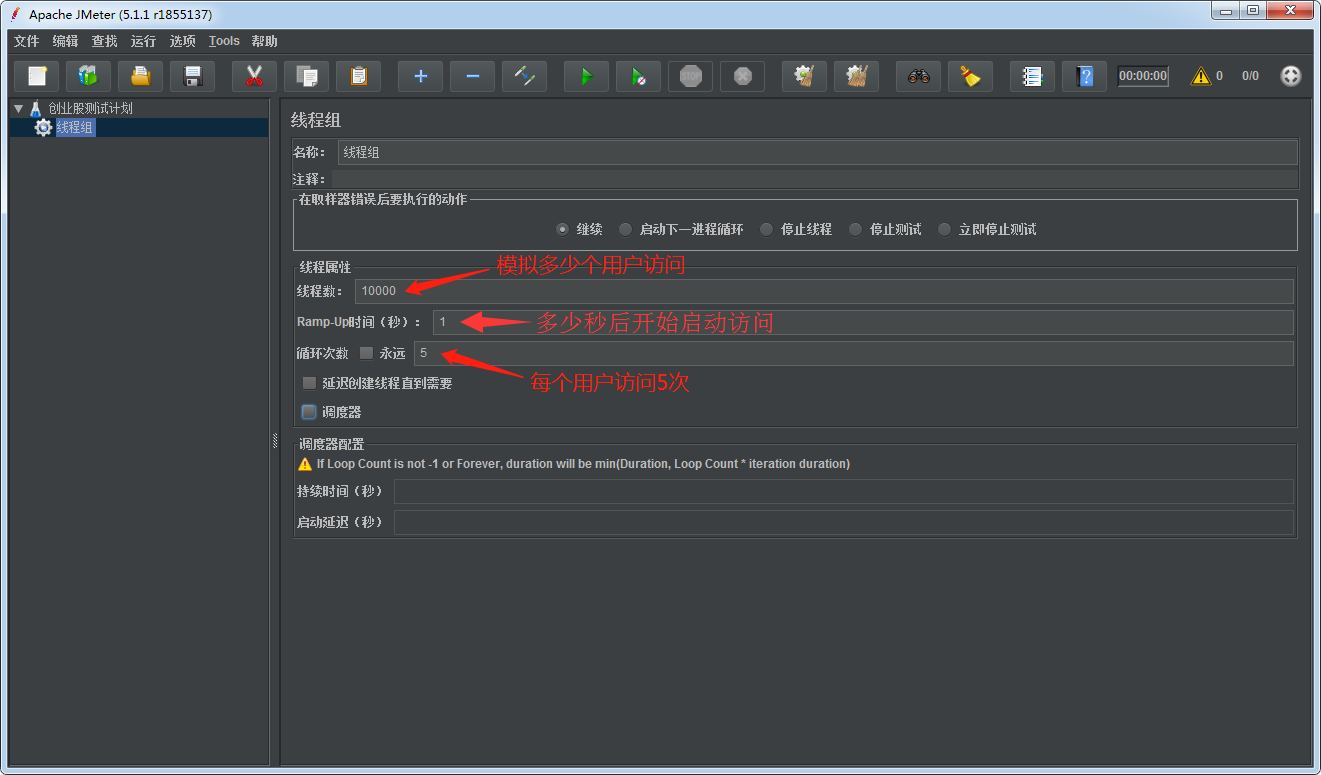 Apache JMeter (5.1.1 r1855137)
文件 编辑 查找 运行 选项 Tools 帮助
STOP 00:00:00 0 0/0
创业股测试计划
线程组
线程组
名称： 线程组
注释：
在取样器错误后要执行的动作
继续 启动下一进程循环 停止线程 停止测试 立即停止测试
线程属性
模拟多少个用户访问
线程数： 10000
Ramp-Up时间（秒）： 1 多少秒后开始启动访问
循环次数 永远 5
每个用户访问5次
延迟创建线程直到需要
调度器
调度器配置
If Loop Count is not -1 or Forever, duration will be min(Duration, Loop Count * iteration duration)
持续时间（秒）
启动延迟（秒）